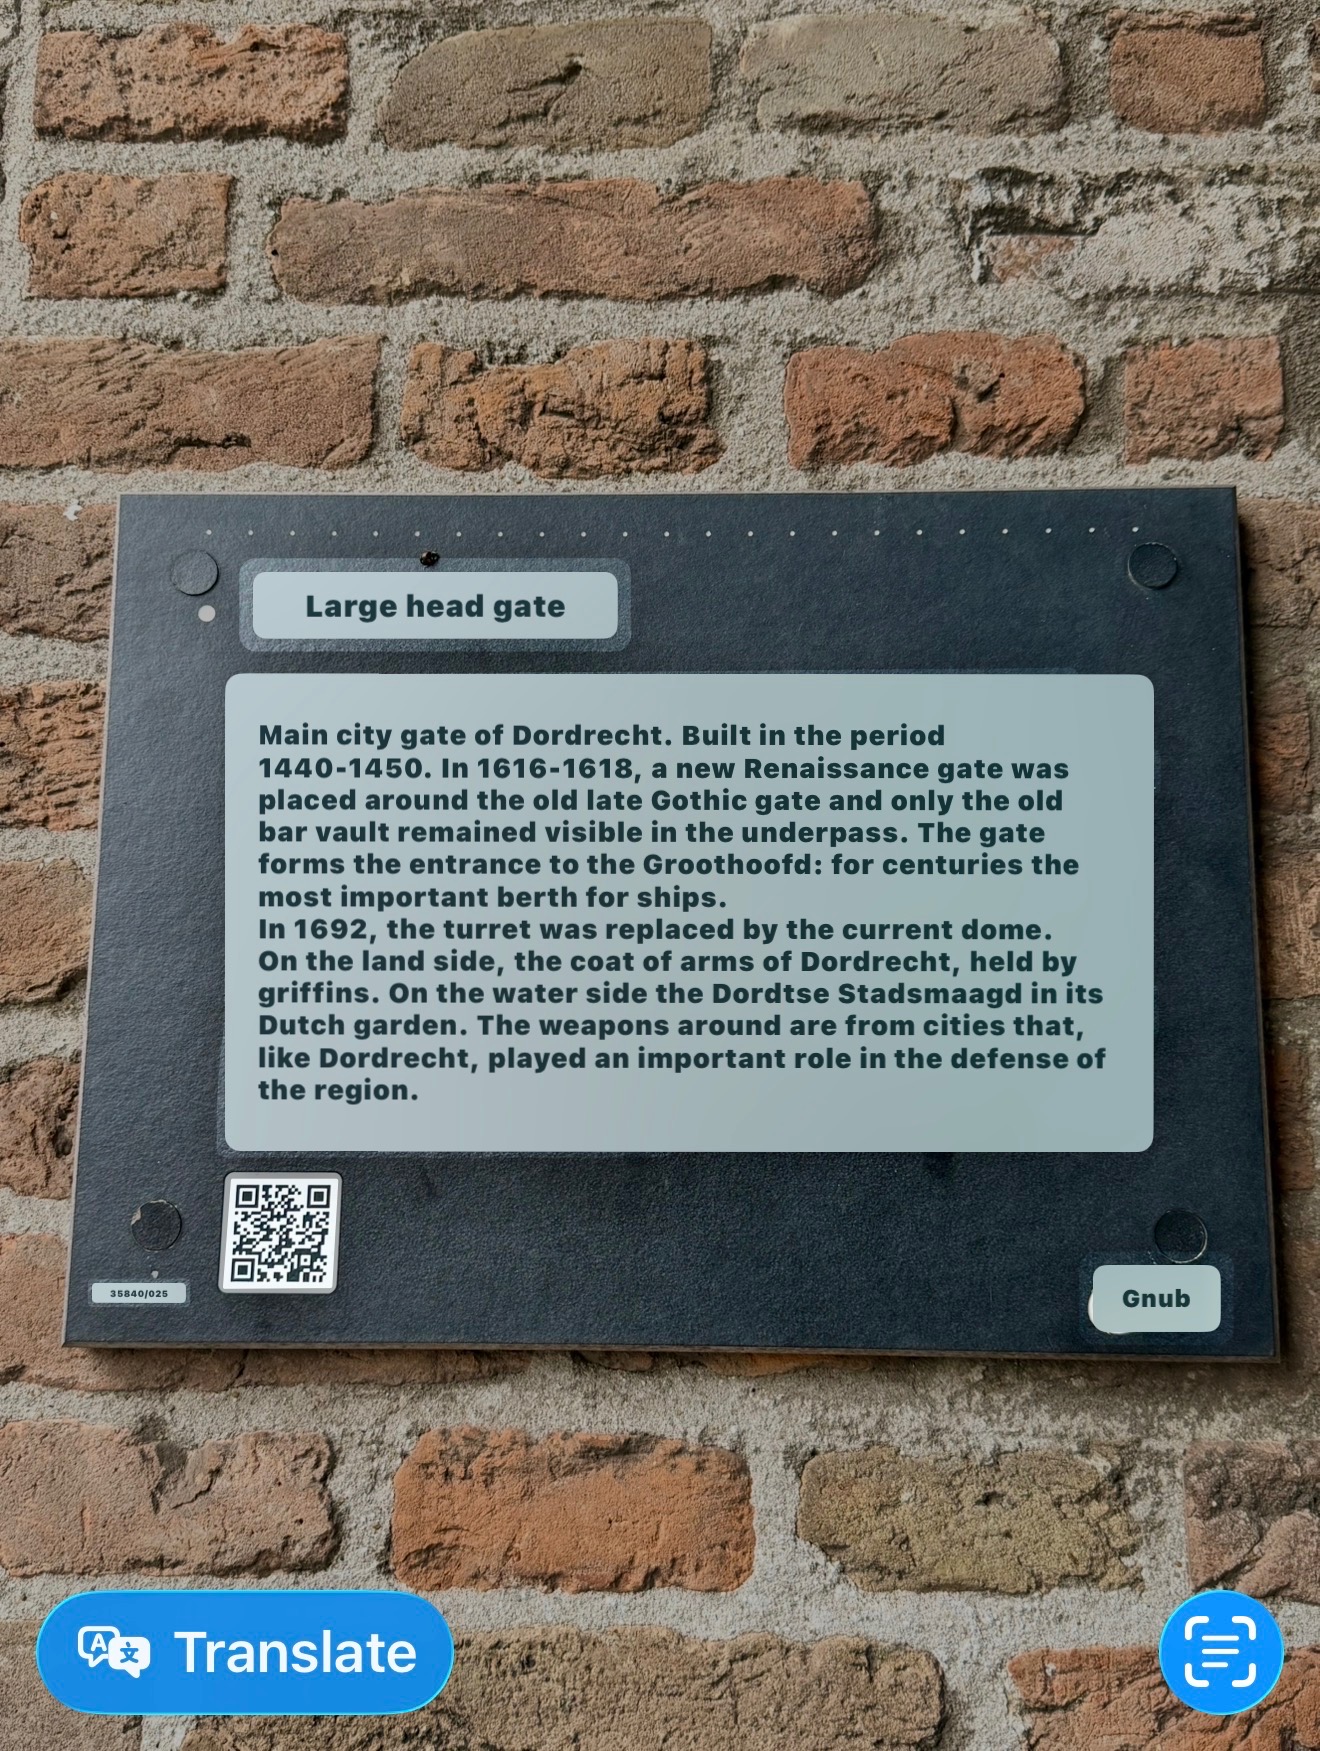 Large head gate
Main city gate of Dordrecht. Built in the period
1440-1450. In 1616-1618, a new Renaissance gate was
placed around the old late Gothic gate and only the old
bar vault remained visible in the underpass. The gate
forms the entrance to the Groothoofd: for centuries the
most important berth for ships.
In 1692, the turret was replaced by the current dome.
On the land side, the coat of arms of Dordrecht, held by
griffins. On the water side the Dordtse Stadsmaagd in its
Dutch garden. The weapons around are from cities that,
like Dordrecht, played an important role in the defense of
the region.
35840/025
Gnub
Translate